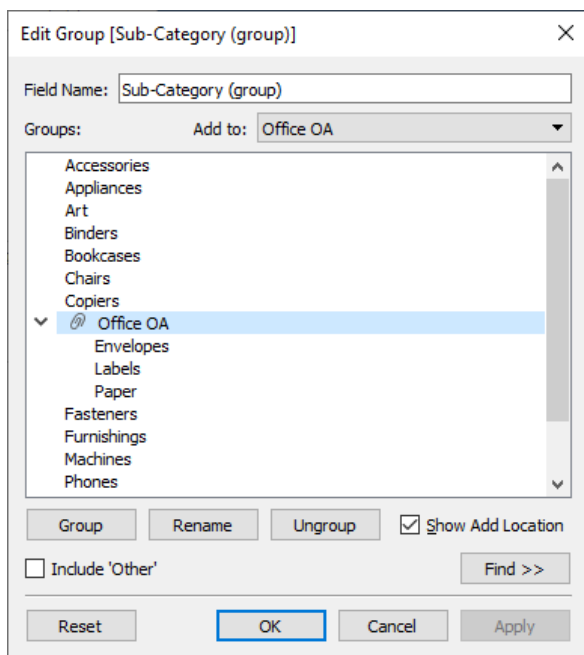 Edit Group [Sub-Category (group)]
Field Name: Sub-Category (group)
Groups: Add to: Office OA
Accessories
Appliances
Art
Binders
Bookcases
Chairs
Copiers
Office OA
Envelopes
Labels
Paper
Fasteners
Furnishings
Machines
Phones
Group Rename Ungroup Show Add Location
Include 'Other' Find >>
Reset OK Cancel Apply